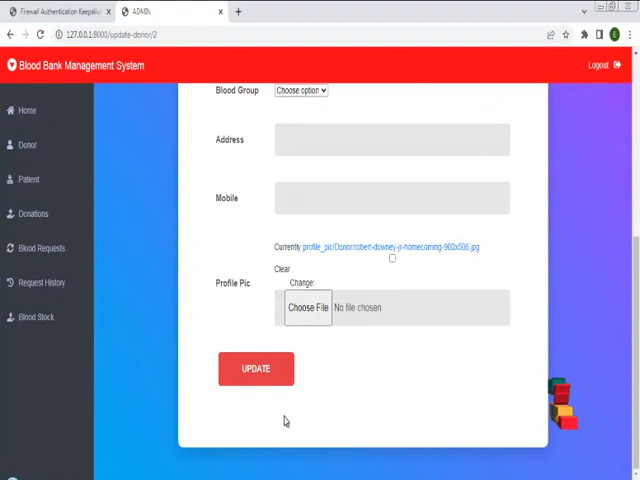 Firewall Authentication Keepalive
ADMIN
127.0.0.1:8000/update-donor/2
E
Blood Bank Management System
Logout
Home
Donor
Patient
Donations
Blood Requests
Request History
Blood Stock
Blood Group
Choose option
Address
Mobile
Currently: profile_pic/Donor/robert-downey-jr-homecoming-900x506.jpg
Clear
Change:
Profile Pic
Choose File No file chosen
UPDATE